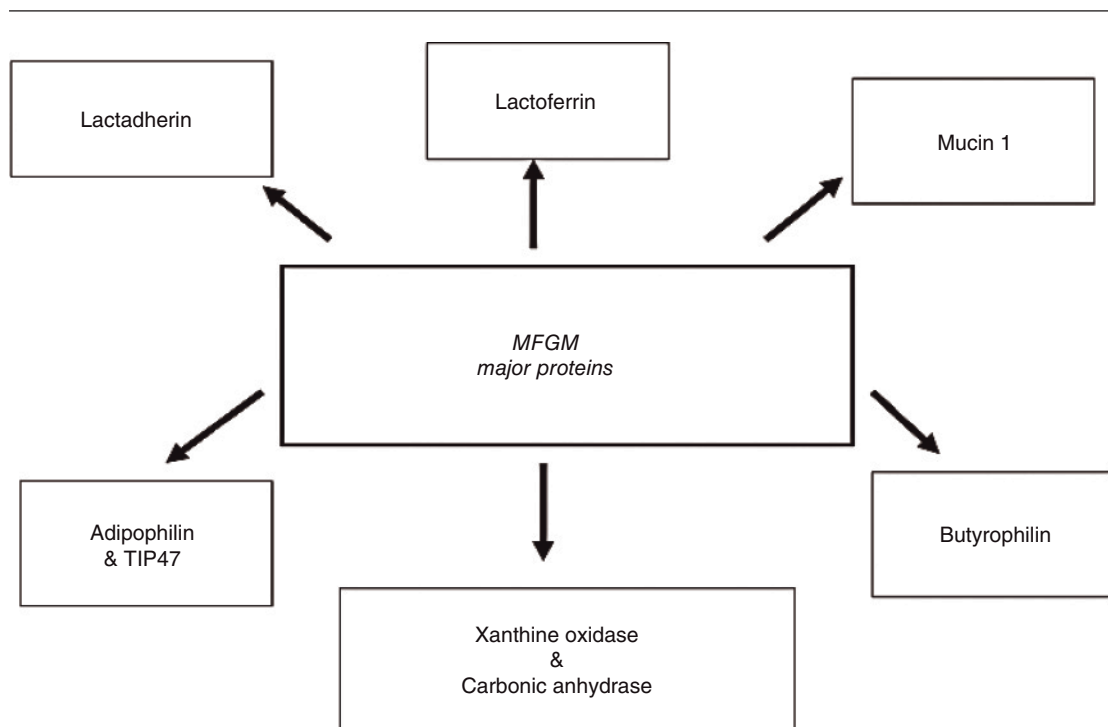 Lactadherin
Lactoferrin
Mucin 1
MFGM
major proteins
Adipophilin
& TIP47
Butyrophilin
Xanthine oxidase
&
Carbonic anhydrase